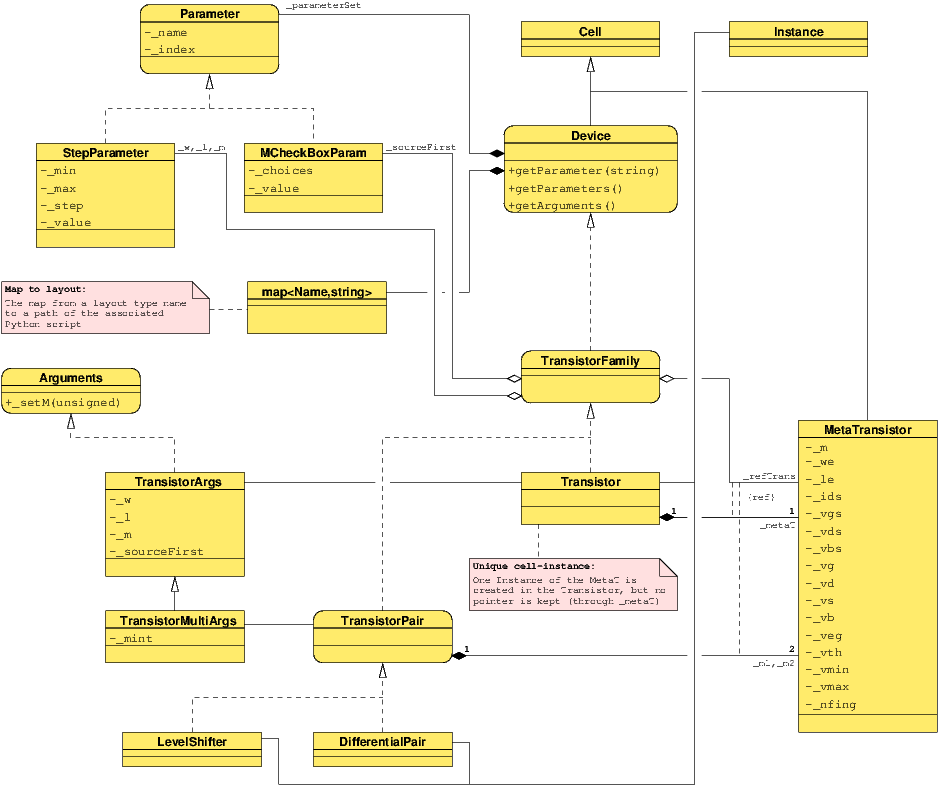 Parameter
-_name
-_index
_parameterSet
Cell
Instance
StepParameter
-_min
-_max
-_step
-_value
_w,_l,_m
MCheckBoxParam
-_choices
-_value
_sourceFirst
Device
+getParameter(string)
+getParameters()
+getArguments()
Map to layout:
The map from a layout type name
to a path of the associated
Python script
map<Name,string>
Arguments
+_setM(unsigned)
TransistorFamily
MetaTransistor
-_m
-_we
-_le
-_ids
-_vgs
-_vds
-_vbs
-_vg
-_vd
-_vs
-_vb
-_veg
-_vth
-_vmin
-_vmax
-_nfing
_refTrans
{ref}
1
_metaT
TransistorArgs
-_w
-_l
-_m
-_sourceFirst
Transistor
1
Unique cell-instance:
One Instance of the MetaT is
created in the Transistor, but no
pointer is kept (through _metaT)
TransistorMultiArgs
-_mint
TransistorPair
1
2
_m1,_m2
LevelShifter
DifferentialPair